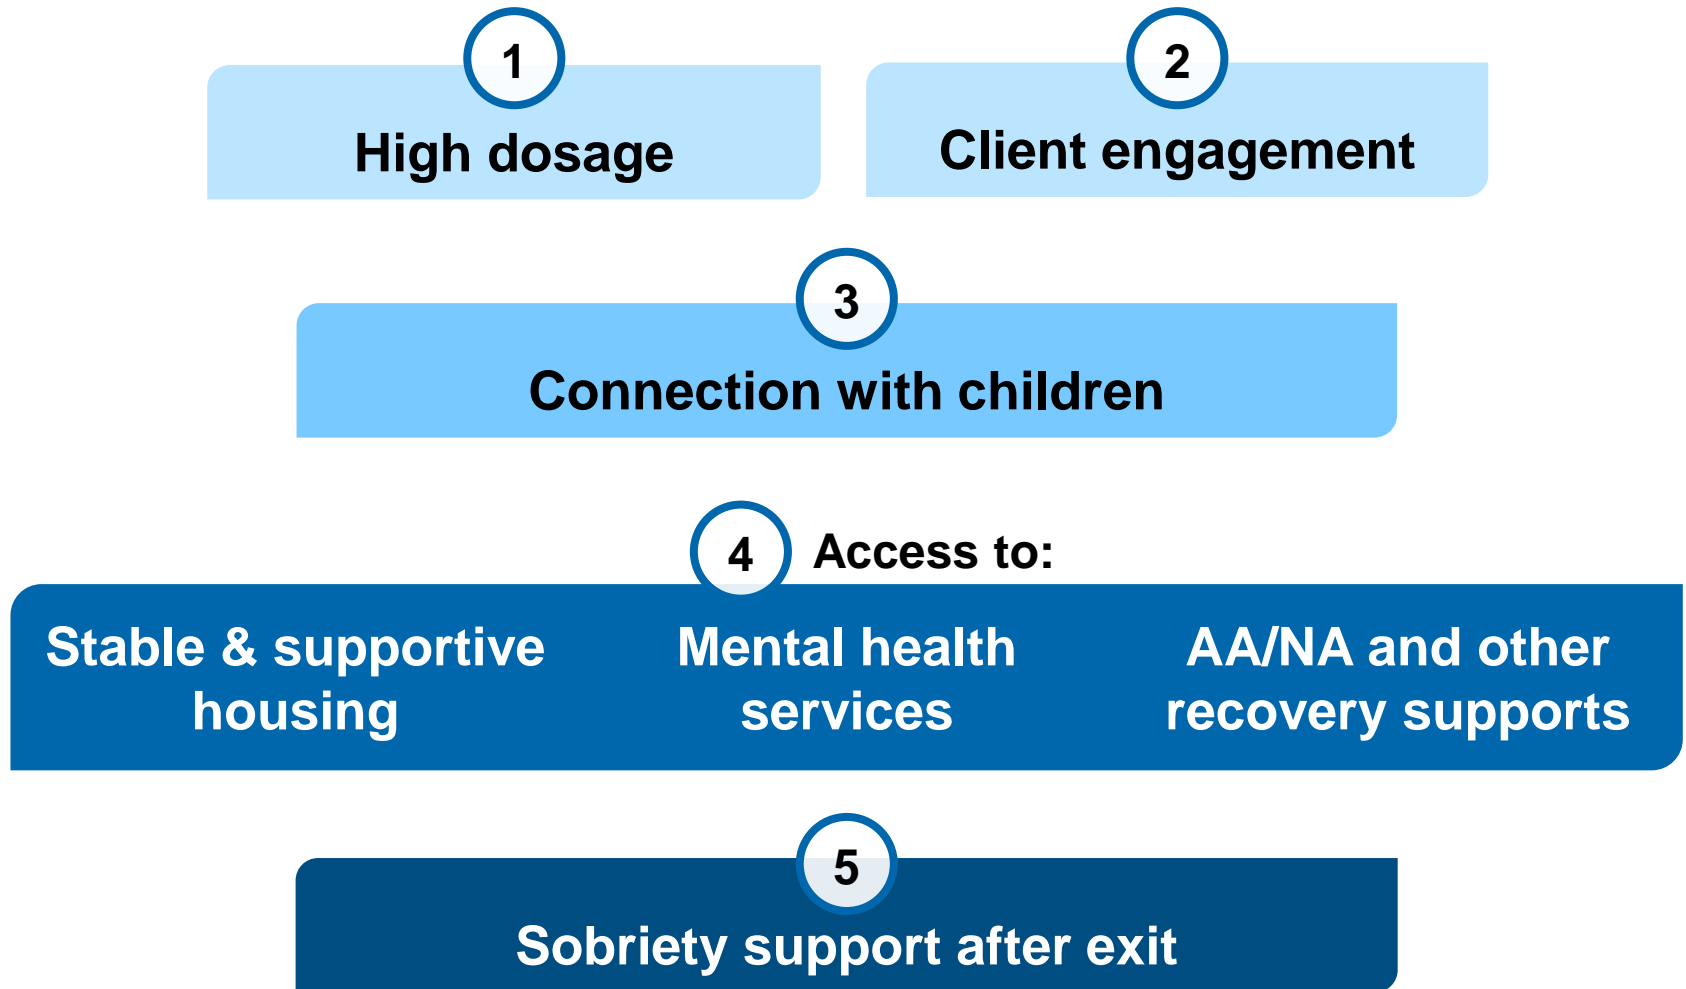 1
High dosage
2
Client engagement
3
Connection with children
4 Access to:
Stable & supportive
housing
Mental health
services
AA/NA and other
recovery supports
5
Sobriety support after exit